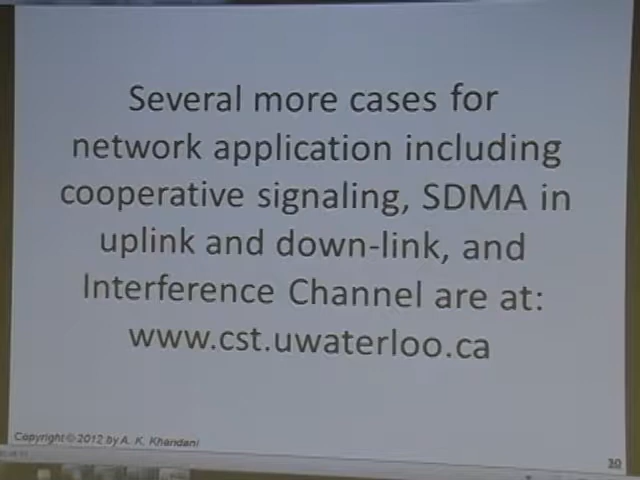 Several more cases for
network application including
cooperative signaling, SDMA in
uplink and down-link, and
Interference Channel are at:
www.cst.uwaterloo.ca
Copyright © 2012 by A. K. Khandani
30